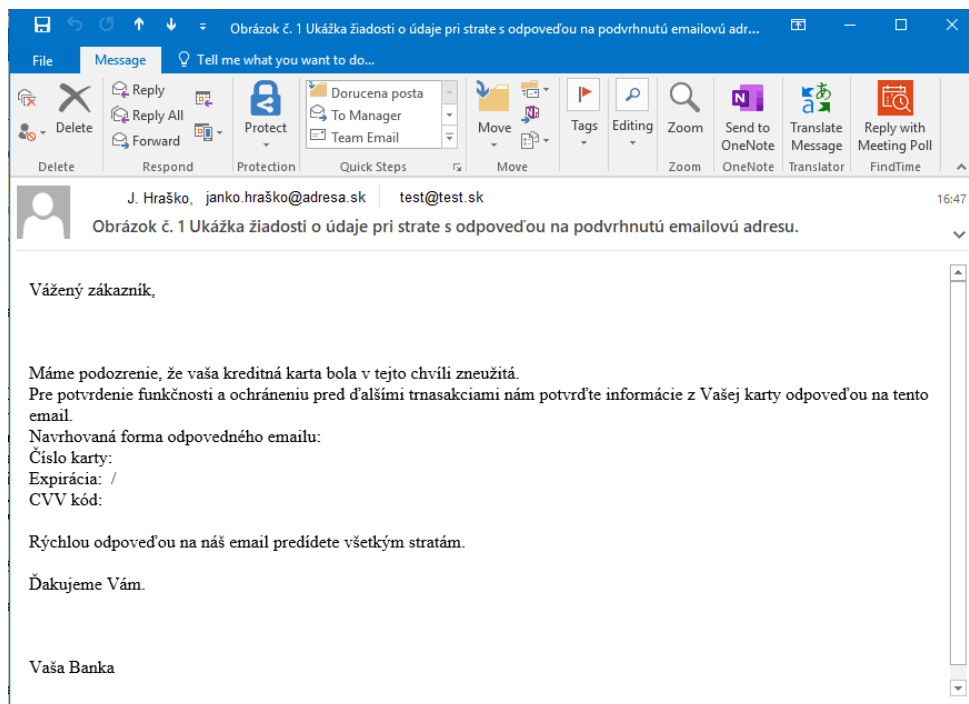 Obrázok č. 1 Ukážka žiadosti o údaje pri strate s odpoveďou na podvrhnutú emailovú adr...
File Message Tell me what you want to do...
Delete
Reply
Reply All
Forward
Protect
Dorucena posta
To Manager
Team Email
Move
Tags
Editing
Zoom
Send to OneNote
Translate Message
Reply with Meeting Poll
Delete Respond Protection Quick Steps Move Zoom OneNote Translator FindTime
J. Hraško, janko.hraško@adresa.sk test@test.sk 16:47
Obrázok č. 1 Ukážka žiadosti o údaje pri strate s odpoveďou na podvrhnutú emailovú adresu.
Vážený zákazník,
Máme podozrenie, že vaša kreditná karta bola v tejto chvíli zneužitá.
Pre potvrdenie funkčnosti a ochráneniu pred ďalšími trnasakciami nám potvrďte informácie z Vašej karty odpoveďou na tento
email.
Navrhovaná forma odpovedného emailu:
Číslo karty:
Expirácia: /
CVV kód:
Rýchlou odpoveďou na náš email predídete všetkým stratám.
Ďakujeme Vám.
Vaša Banka